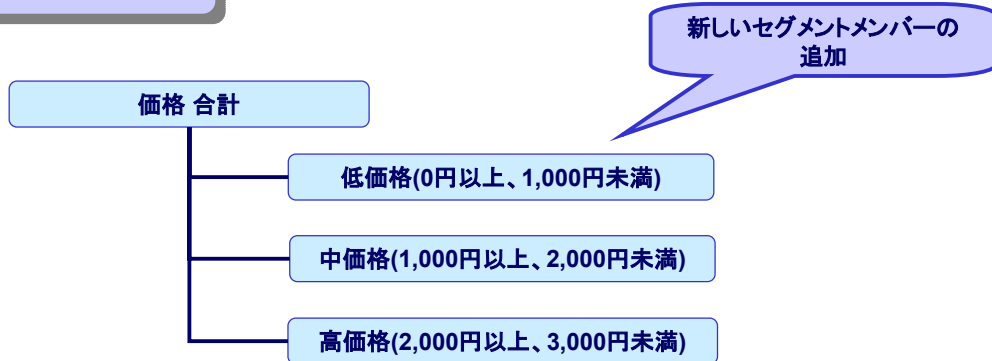 新しいセグメントメンバーの
追加
価格 合計
低価格(0円以上、1,000円未満)
中価格(1,000円以上、2,000円未満)
高価格(2,000円以上、3,000円未満)